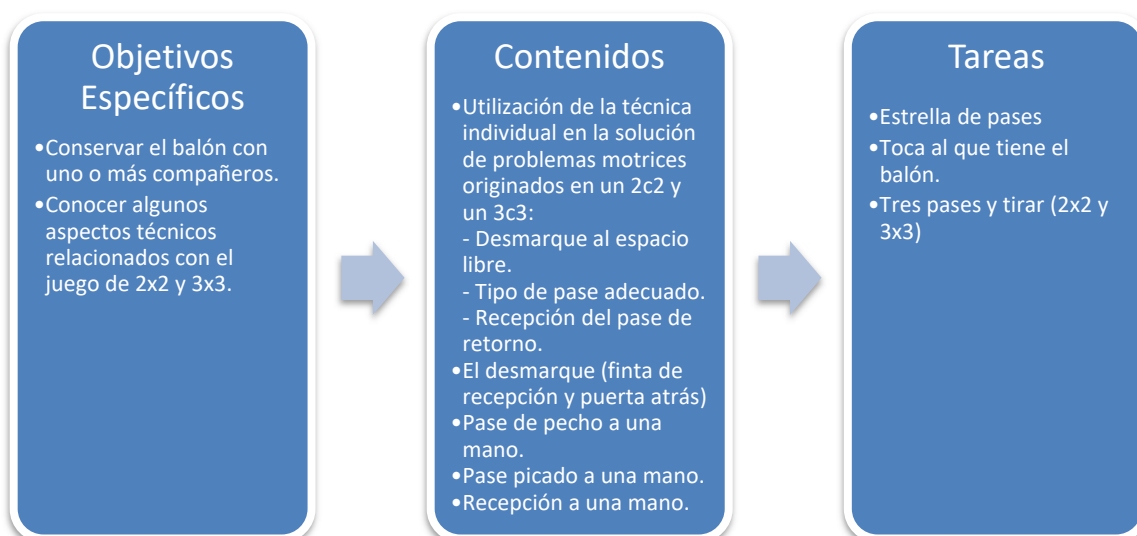 Objetivos
Específicos
•Conservar el balón con
uno o más compañeros.
•Conocer algunos
aspectos técnicos
relacionados con el
juego de 2x2 y 3x3.
Contenidos
•Utilización de la técnica
individual en la solución
de problemas motrices
originados en un 2c2 y
un 3c3:
- Desmarque al espacio
libre.
- Tipo de pase adecuado.
- Recepción del pase de
retorno.
•El desmarque (finta de
recepción y puerta atrás)
•Pase de pecho a una
mano.
•Pase picado a una mano.
•Recepción a una mano.
Tareas
•Estrella de pases
•Toca al que tiene el
balón.
•Tres pases y tirar (2x2 y
3x3)